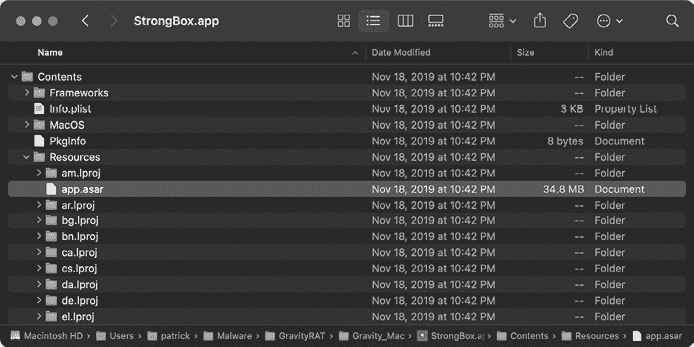 StrongBox.app
Name Date Modified Size Kind
Contents Nov 18, 2019 at 10:42 PM -- Folder
Frameworks Nov 18, 2019 at 10:42 PM -- Folder
Info.plist Nov 18, 2019 at 10:42 PM 3 KB Property List
MacOS Nov 18, 2019 at 10:42 PM -- Folder
PkgInfo Nov 18, 2019 at 10:42 PM 8 bytes Document
Resources Nov 18, 2019 at 10:42 PM -- Folder
am.lproj Nov 18, 2019 at 10:42 PM -- Folder
app.asar Nov 18, 2019 at 10:42 PM 34.8 MB Document
ar.lproj Nov 18, 2019 at 10:42 PM -- Folder
bg.lproj Nov 18, 2019 at 10:42 PM -- Folder
bn.lproj Nov 18, 2019 at 10:42 PM -- Folder
ca.lproj Nov 18, 2019 at 10:42 PM -- Folder
cs.lproj Nov 18, 2019 at 10:42 PM -- Folder
da.lproj Nov 18, 2019 at 10:42 PM -- Folder
de.lproj Nov 18, 2019 at 10:42 PM -- Folder
el.lproj Nov 18, 2019 at 10:42 PM -- Folder
Macintosh HD Users patrick Malware GravityRAT Gravity_Mac StrongBox.ap Contents Resources app.asar